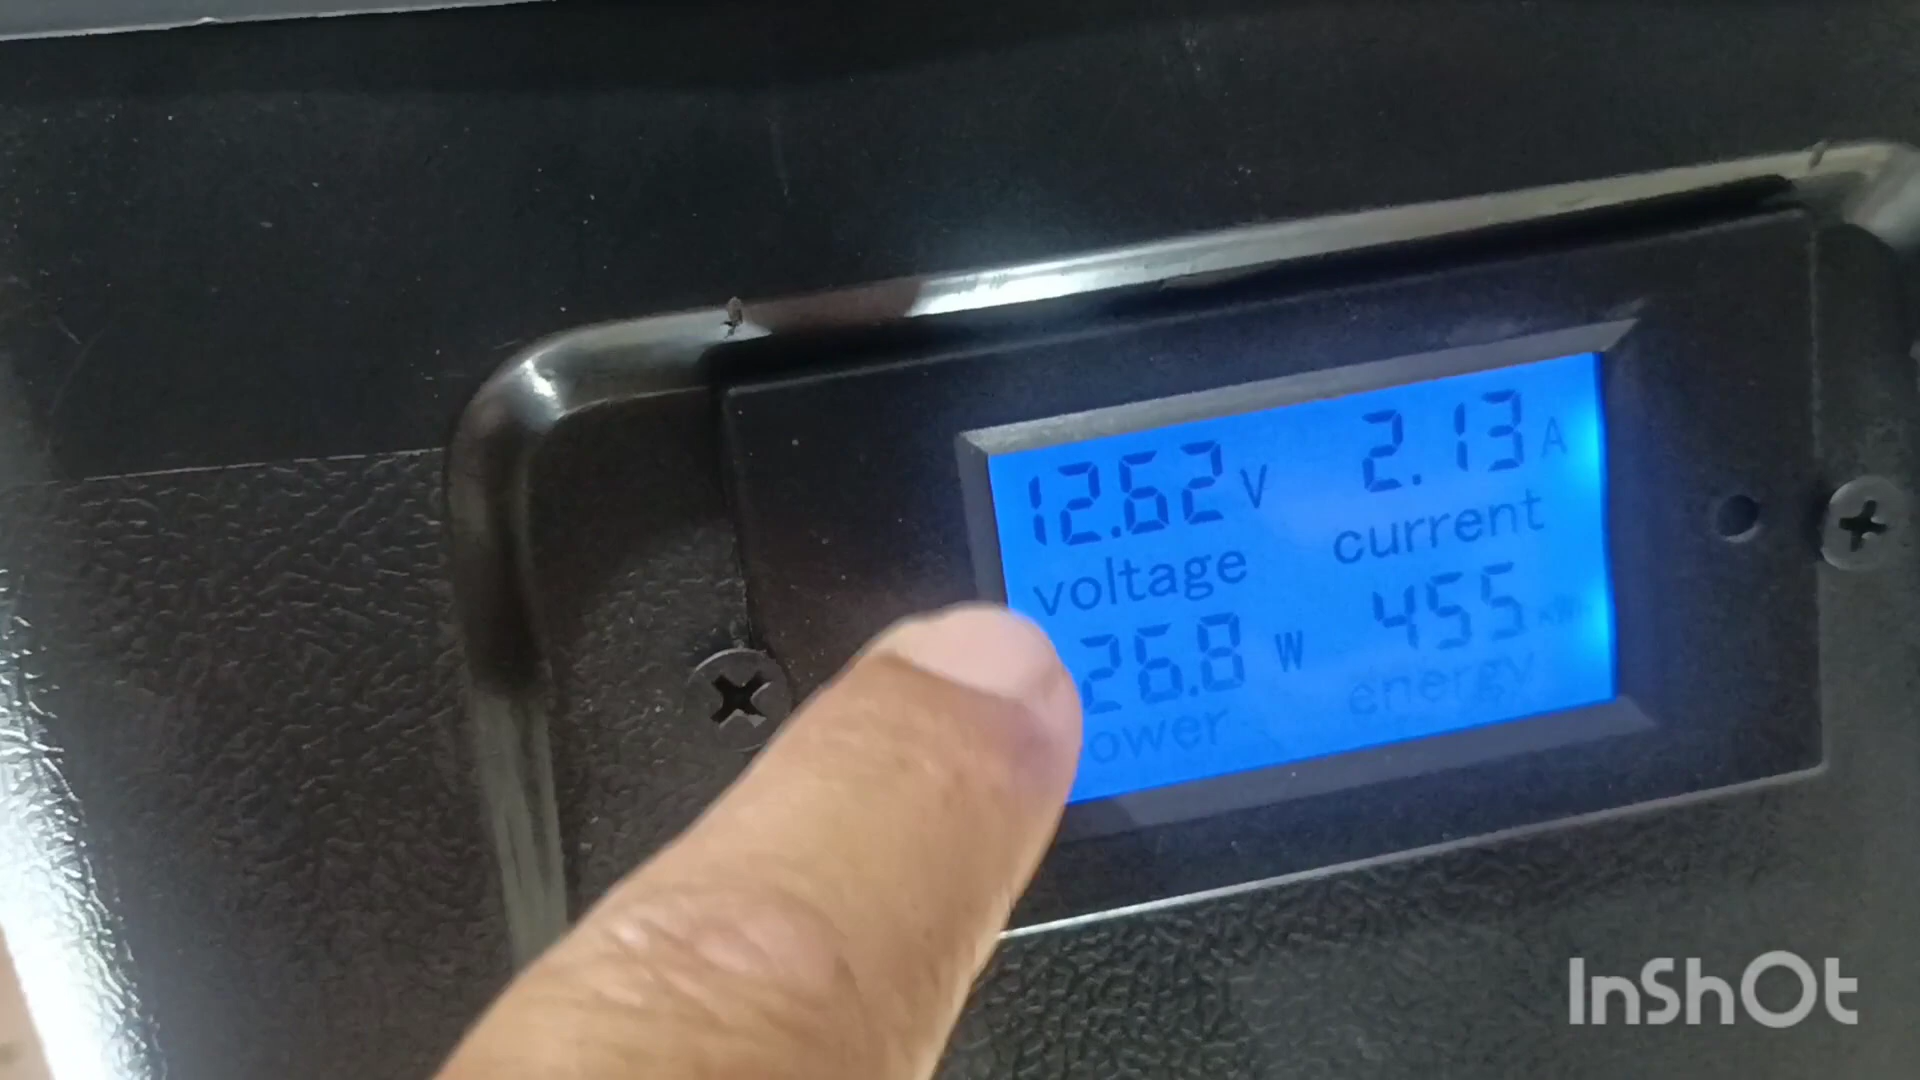 12.62 V 2.13 A
voltage current
26.8 W 455
ower energy
InShOt